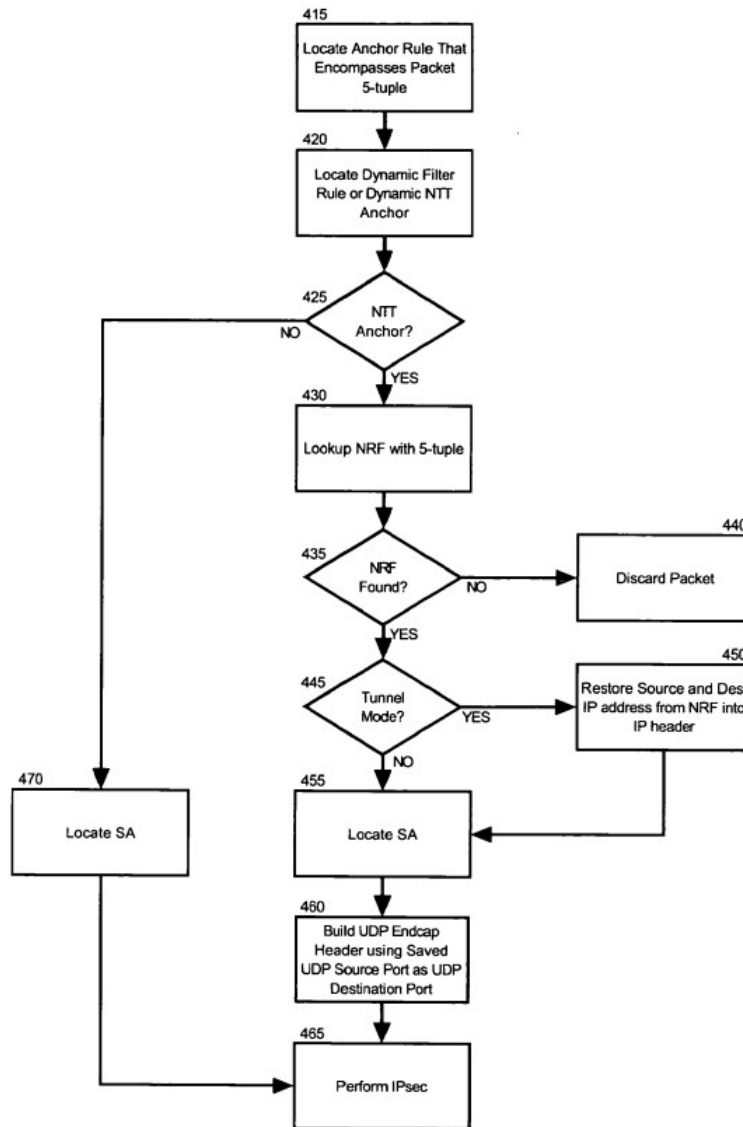 415
Locate Anchor Rule That
Encompasses Packet
5-tuple
420
Locate Dynamic Filter
Rule or Dynamic NTT
Anchor
425
NTT
Anchor?
NO
YES
430
Lookup NRF with 5-tuple
435
NRF
Found?
NO
YES
440
Discard Packet
445
Tunnel
Mode?
YES
NO
450
Restore Source and Des
IP address from NRF into
IP header
455
Locate SA
470
Locate SA
460
Build UDP Endcap
Header using Saved
UDP Source Port as UDP
Destination Port
465
Perform IPsec